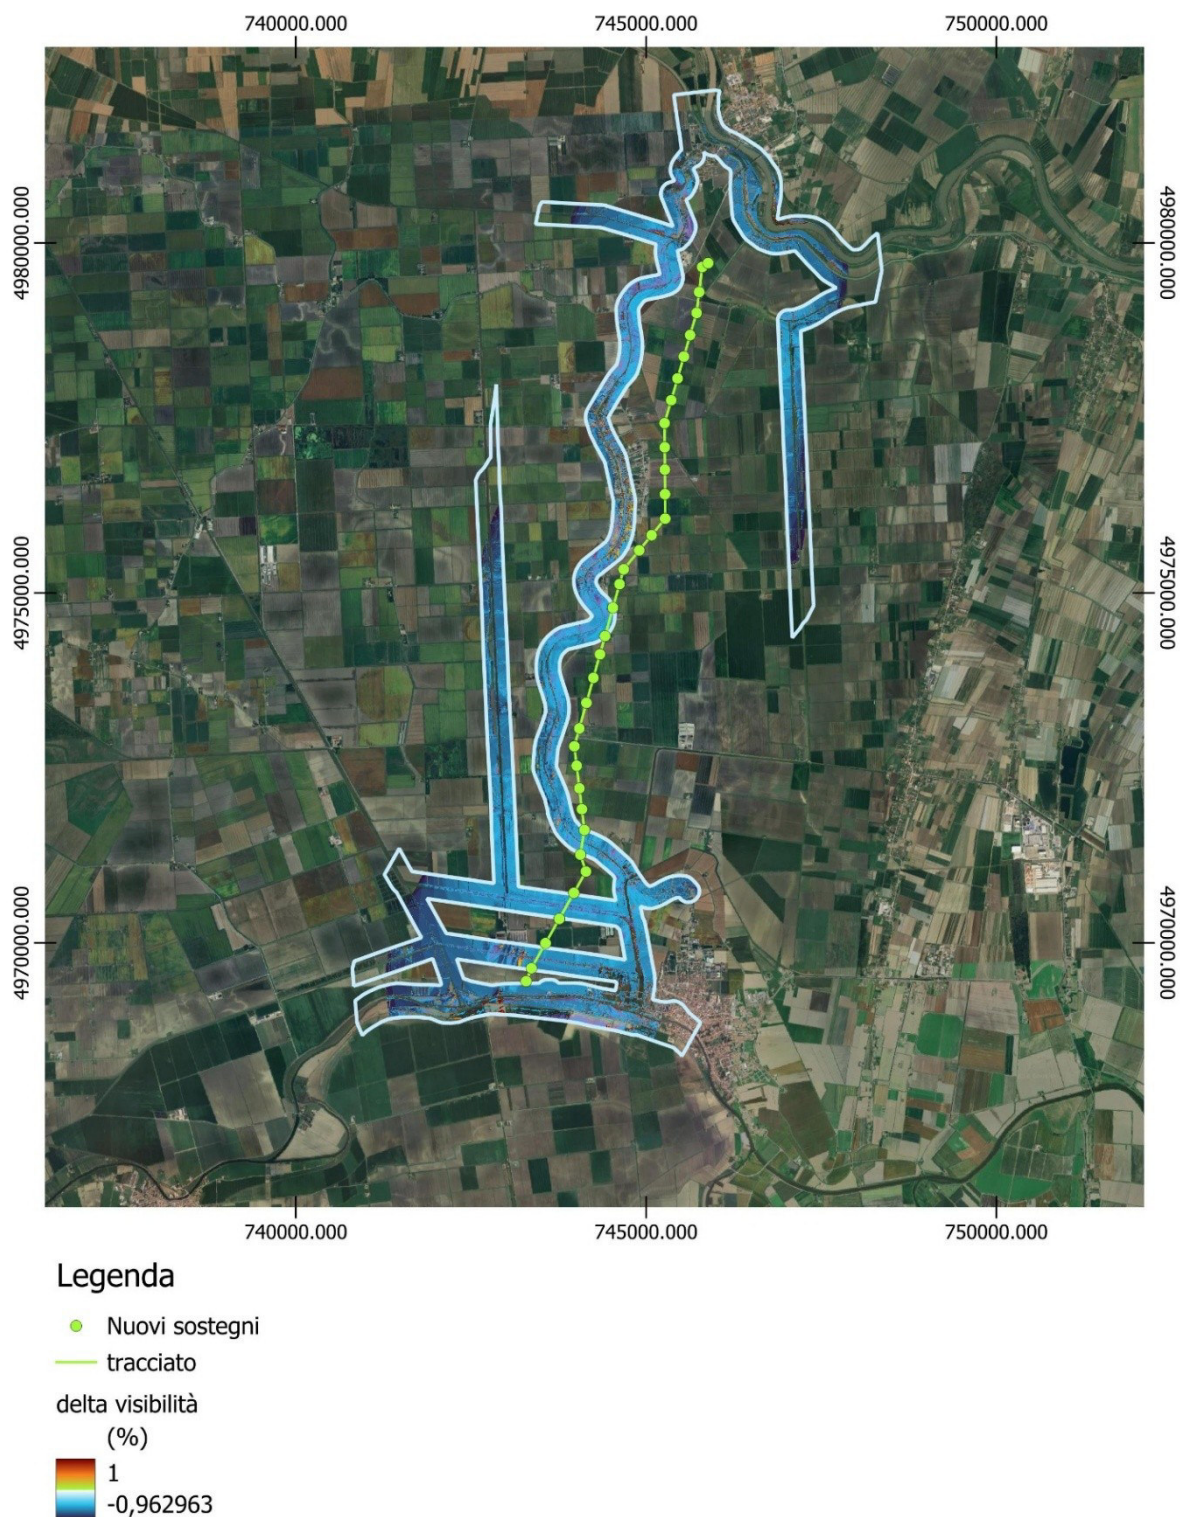 740000.000 745000.000 750000.000
4980000.000 4980000.000
4975000.000 4975000.000
4970000.000 4970000.000
740000.000 745000.000 750000.000
Legenda
Nuovi sostegni
tracciato
delta visibilità
(%)
1
-0,962963